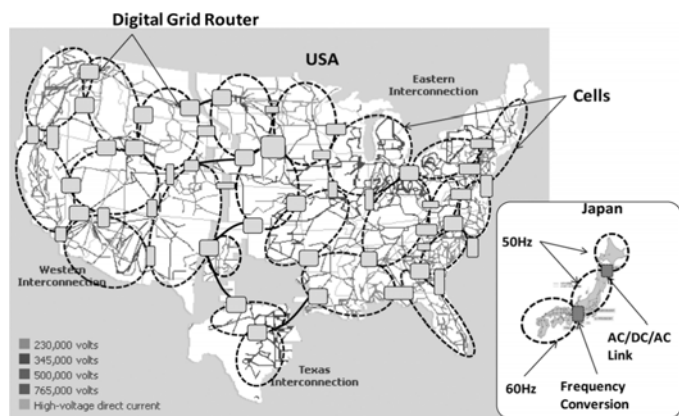 Digital Grid Router
USA
Eastern
Interconnection
Cells
Western
Interconnection
Texas
Interconnection
230,000 volts
345,000 volts
500,000 volts
765,000 volts
High-voltage direct current
Japan
50Hz
AC/DC/AC
Link
60Hz
Frequency
Conversion